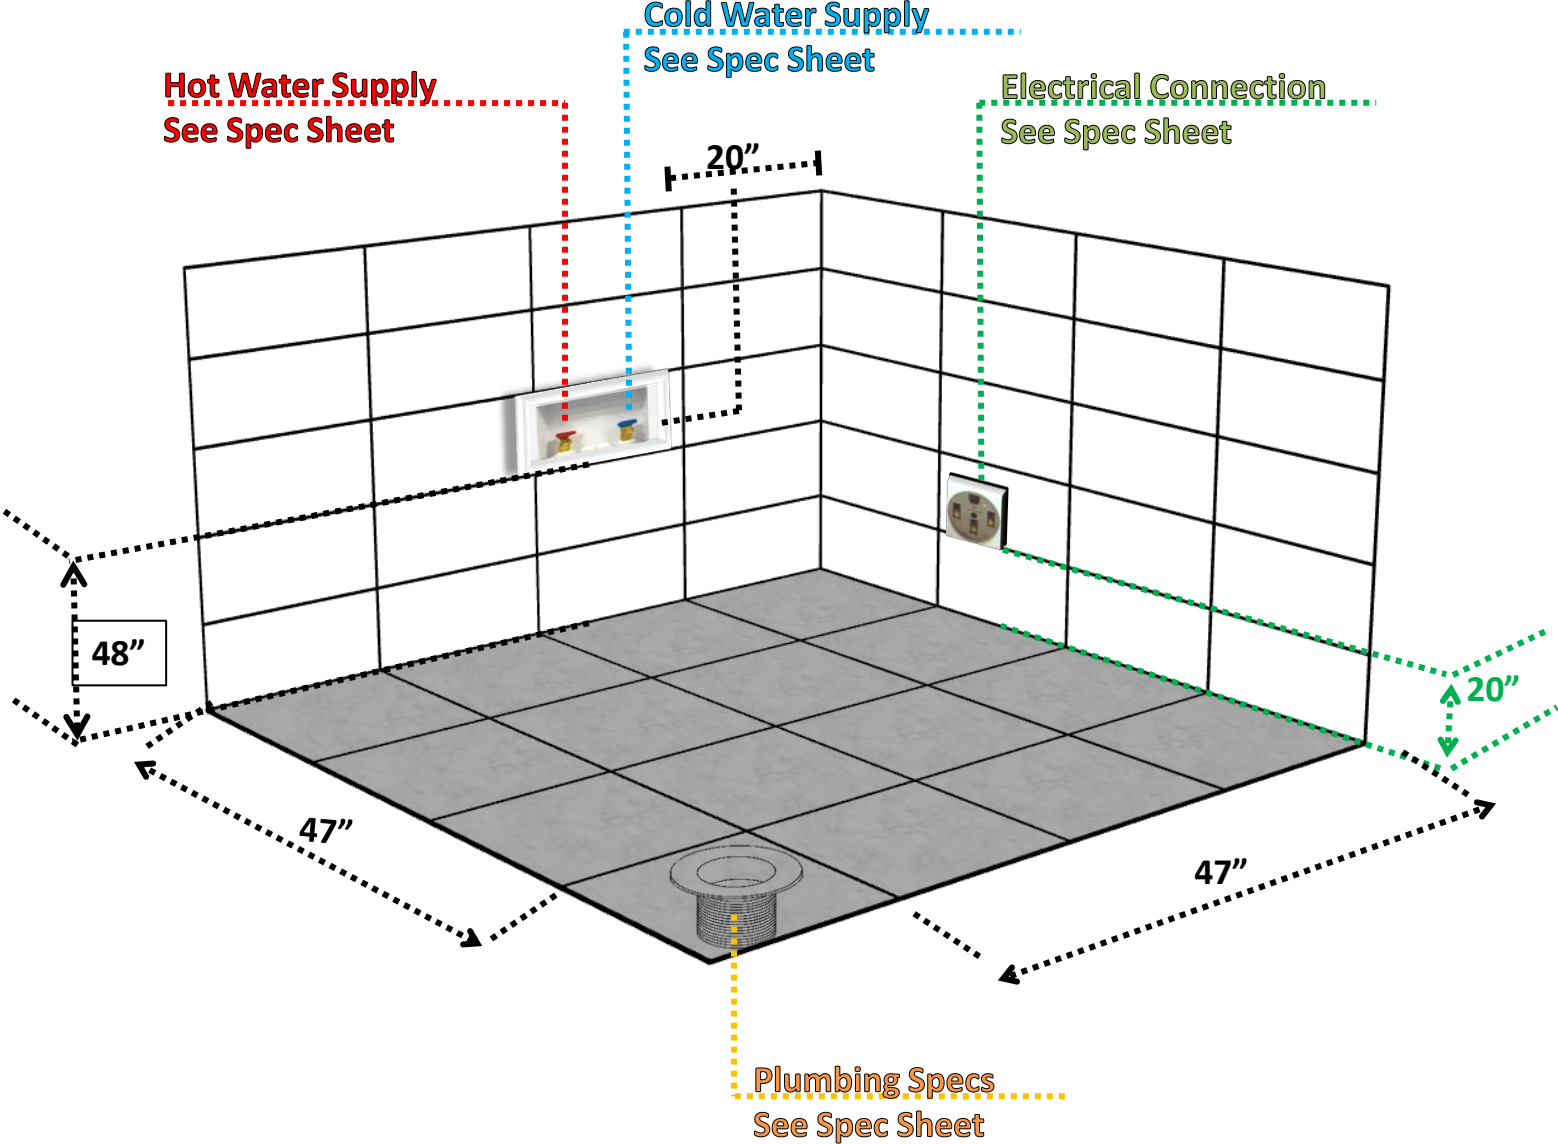 Cold Water Supply
See Spec Sheet
Hot Water Supply
See Spec Sheet
Electrical Connection
See Spec Sheet
20”
48”
20”
47”
47”
Plumbing Specs
See Spec Sheet